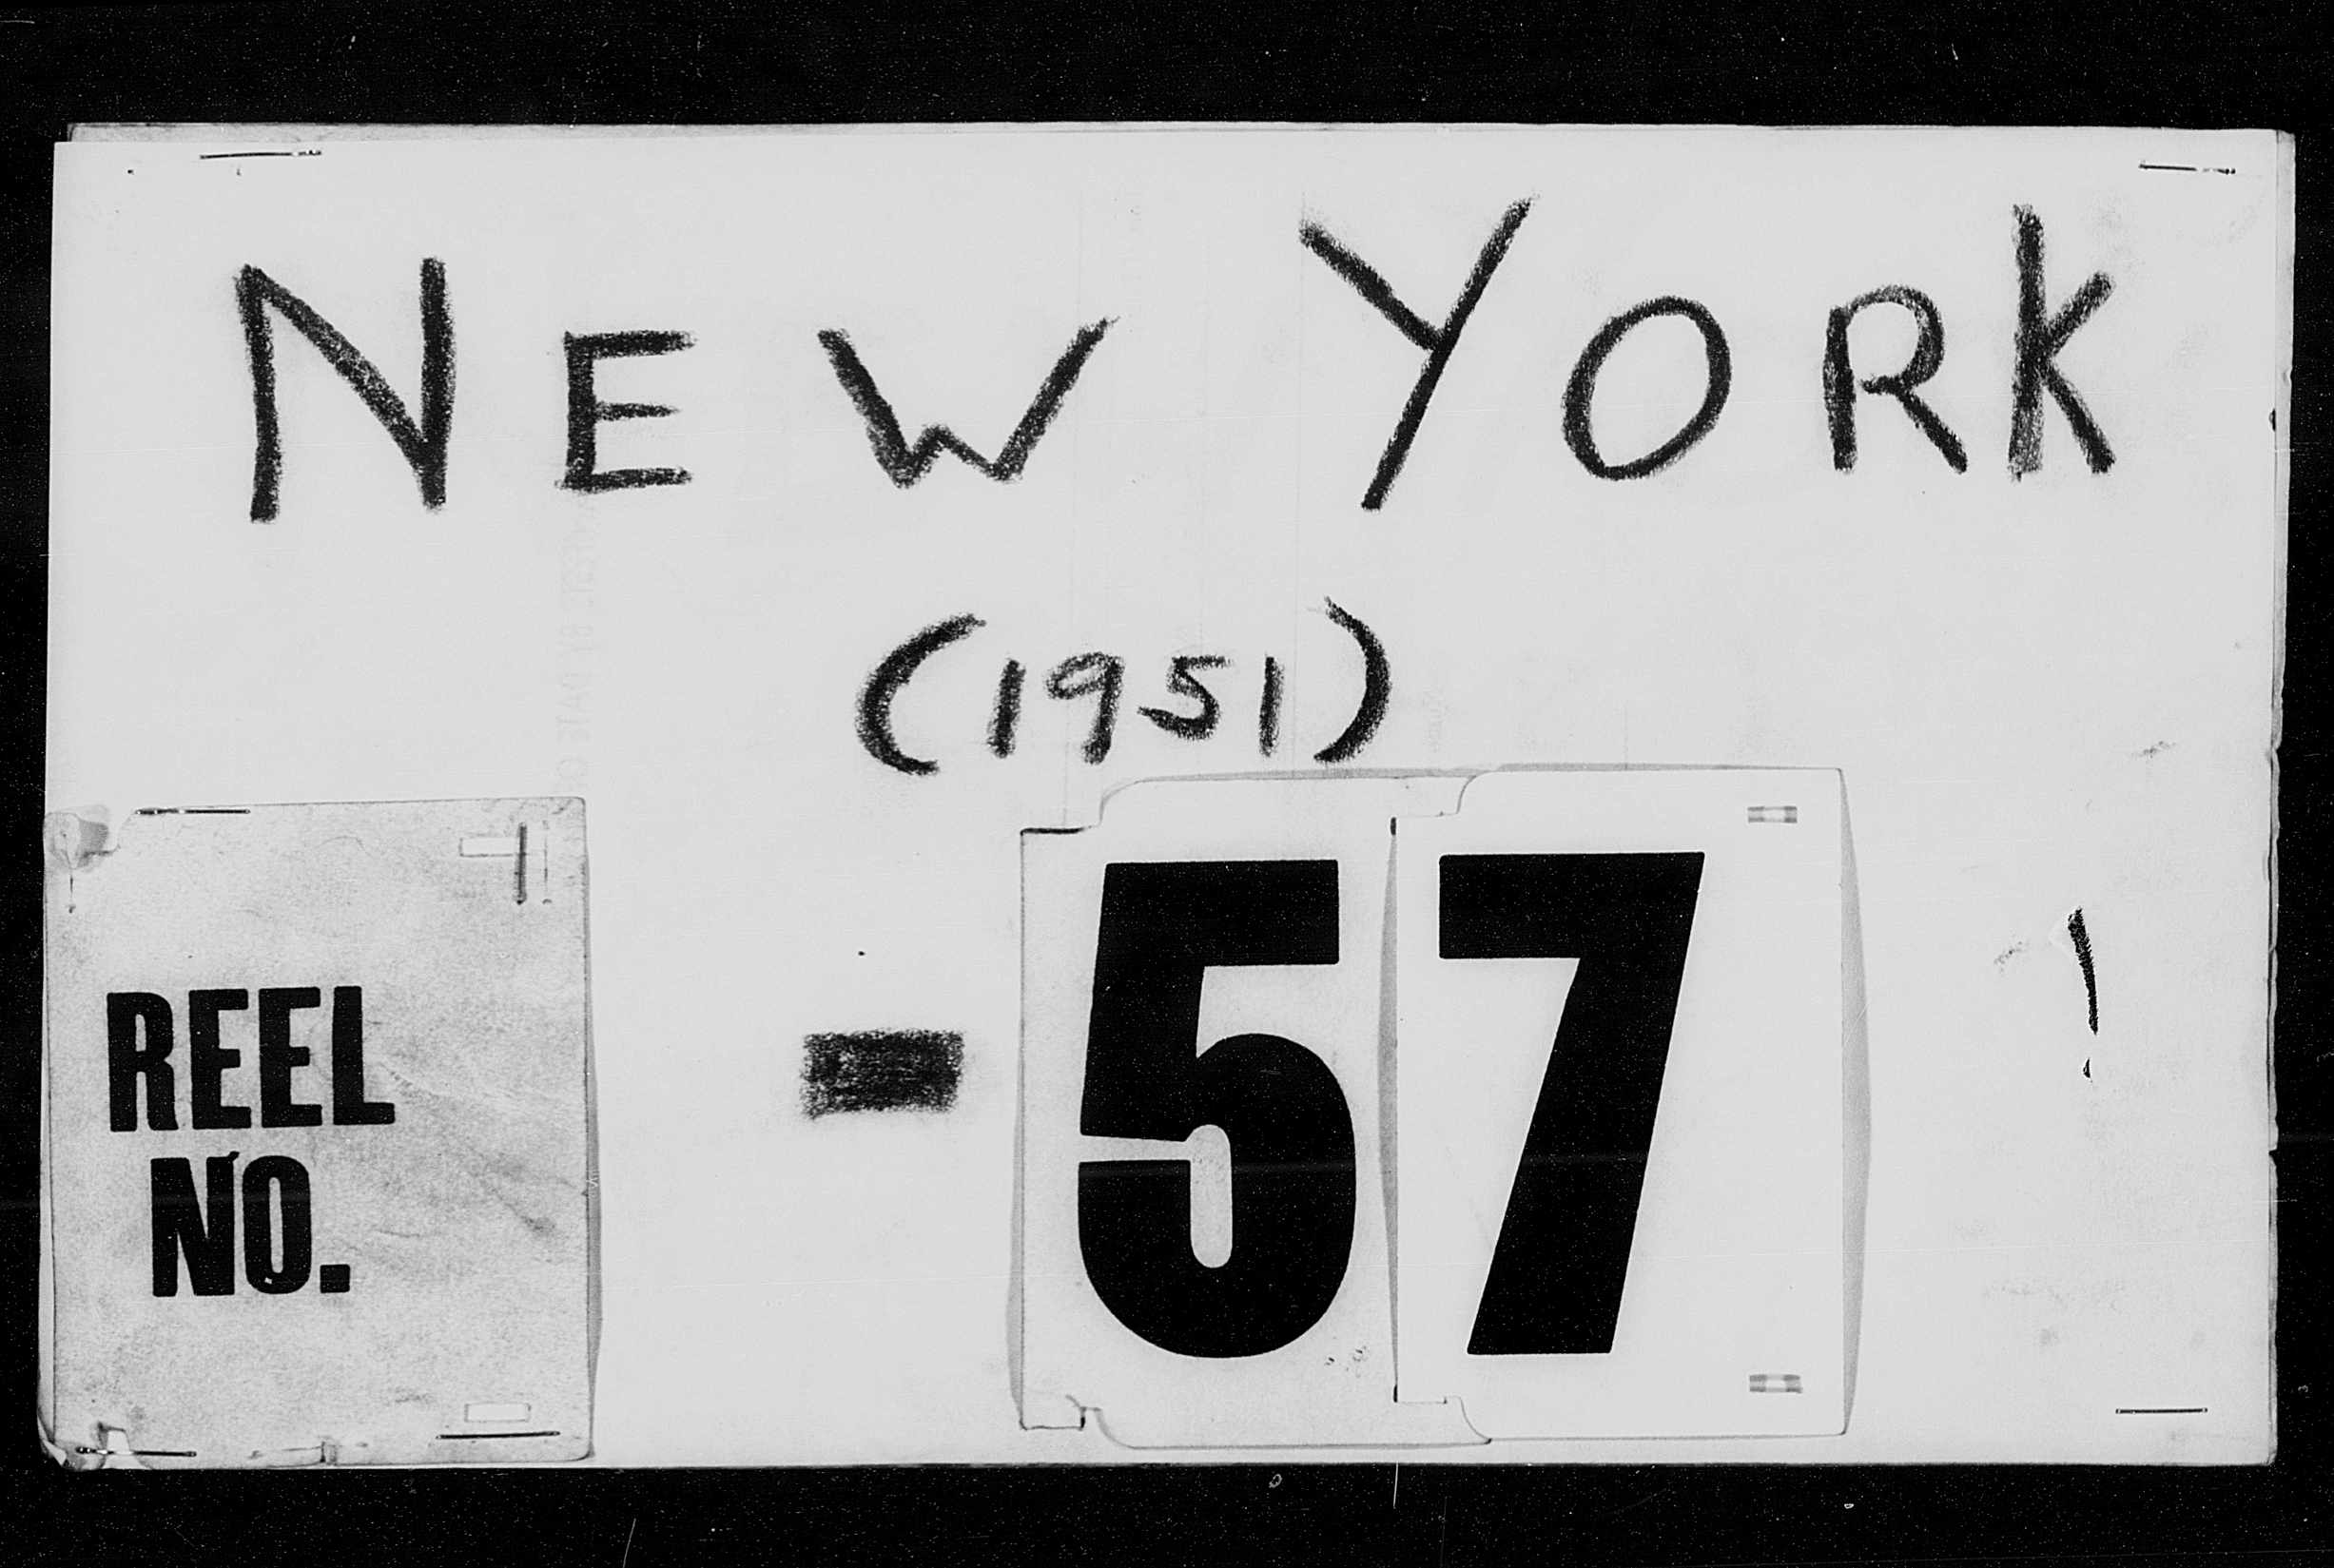 NEW YORK
(1951)
REEL
NO.
- 57